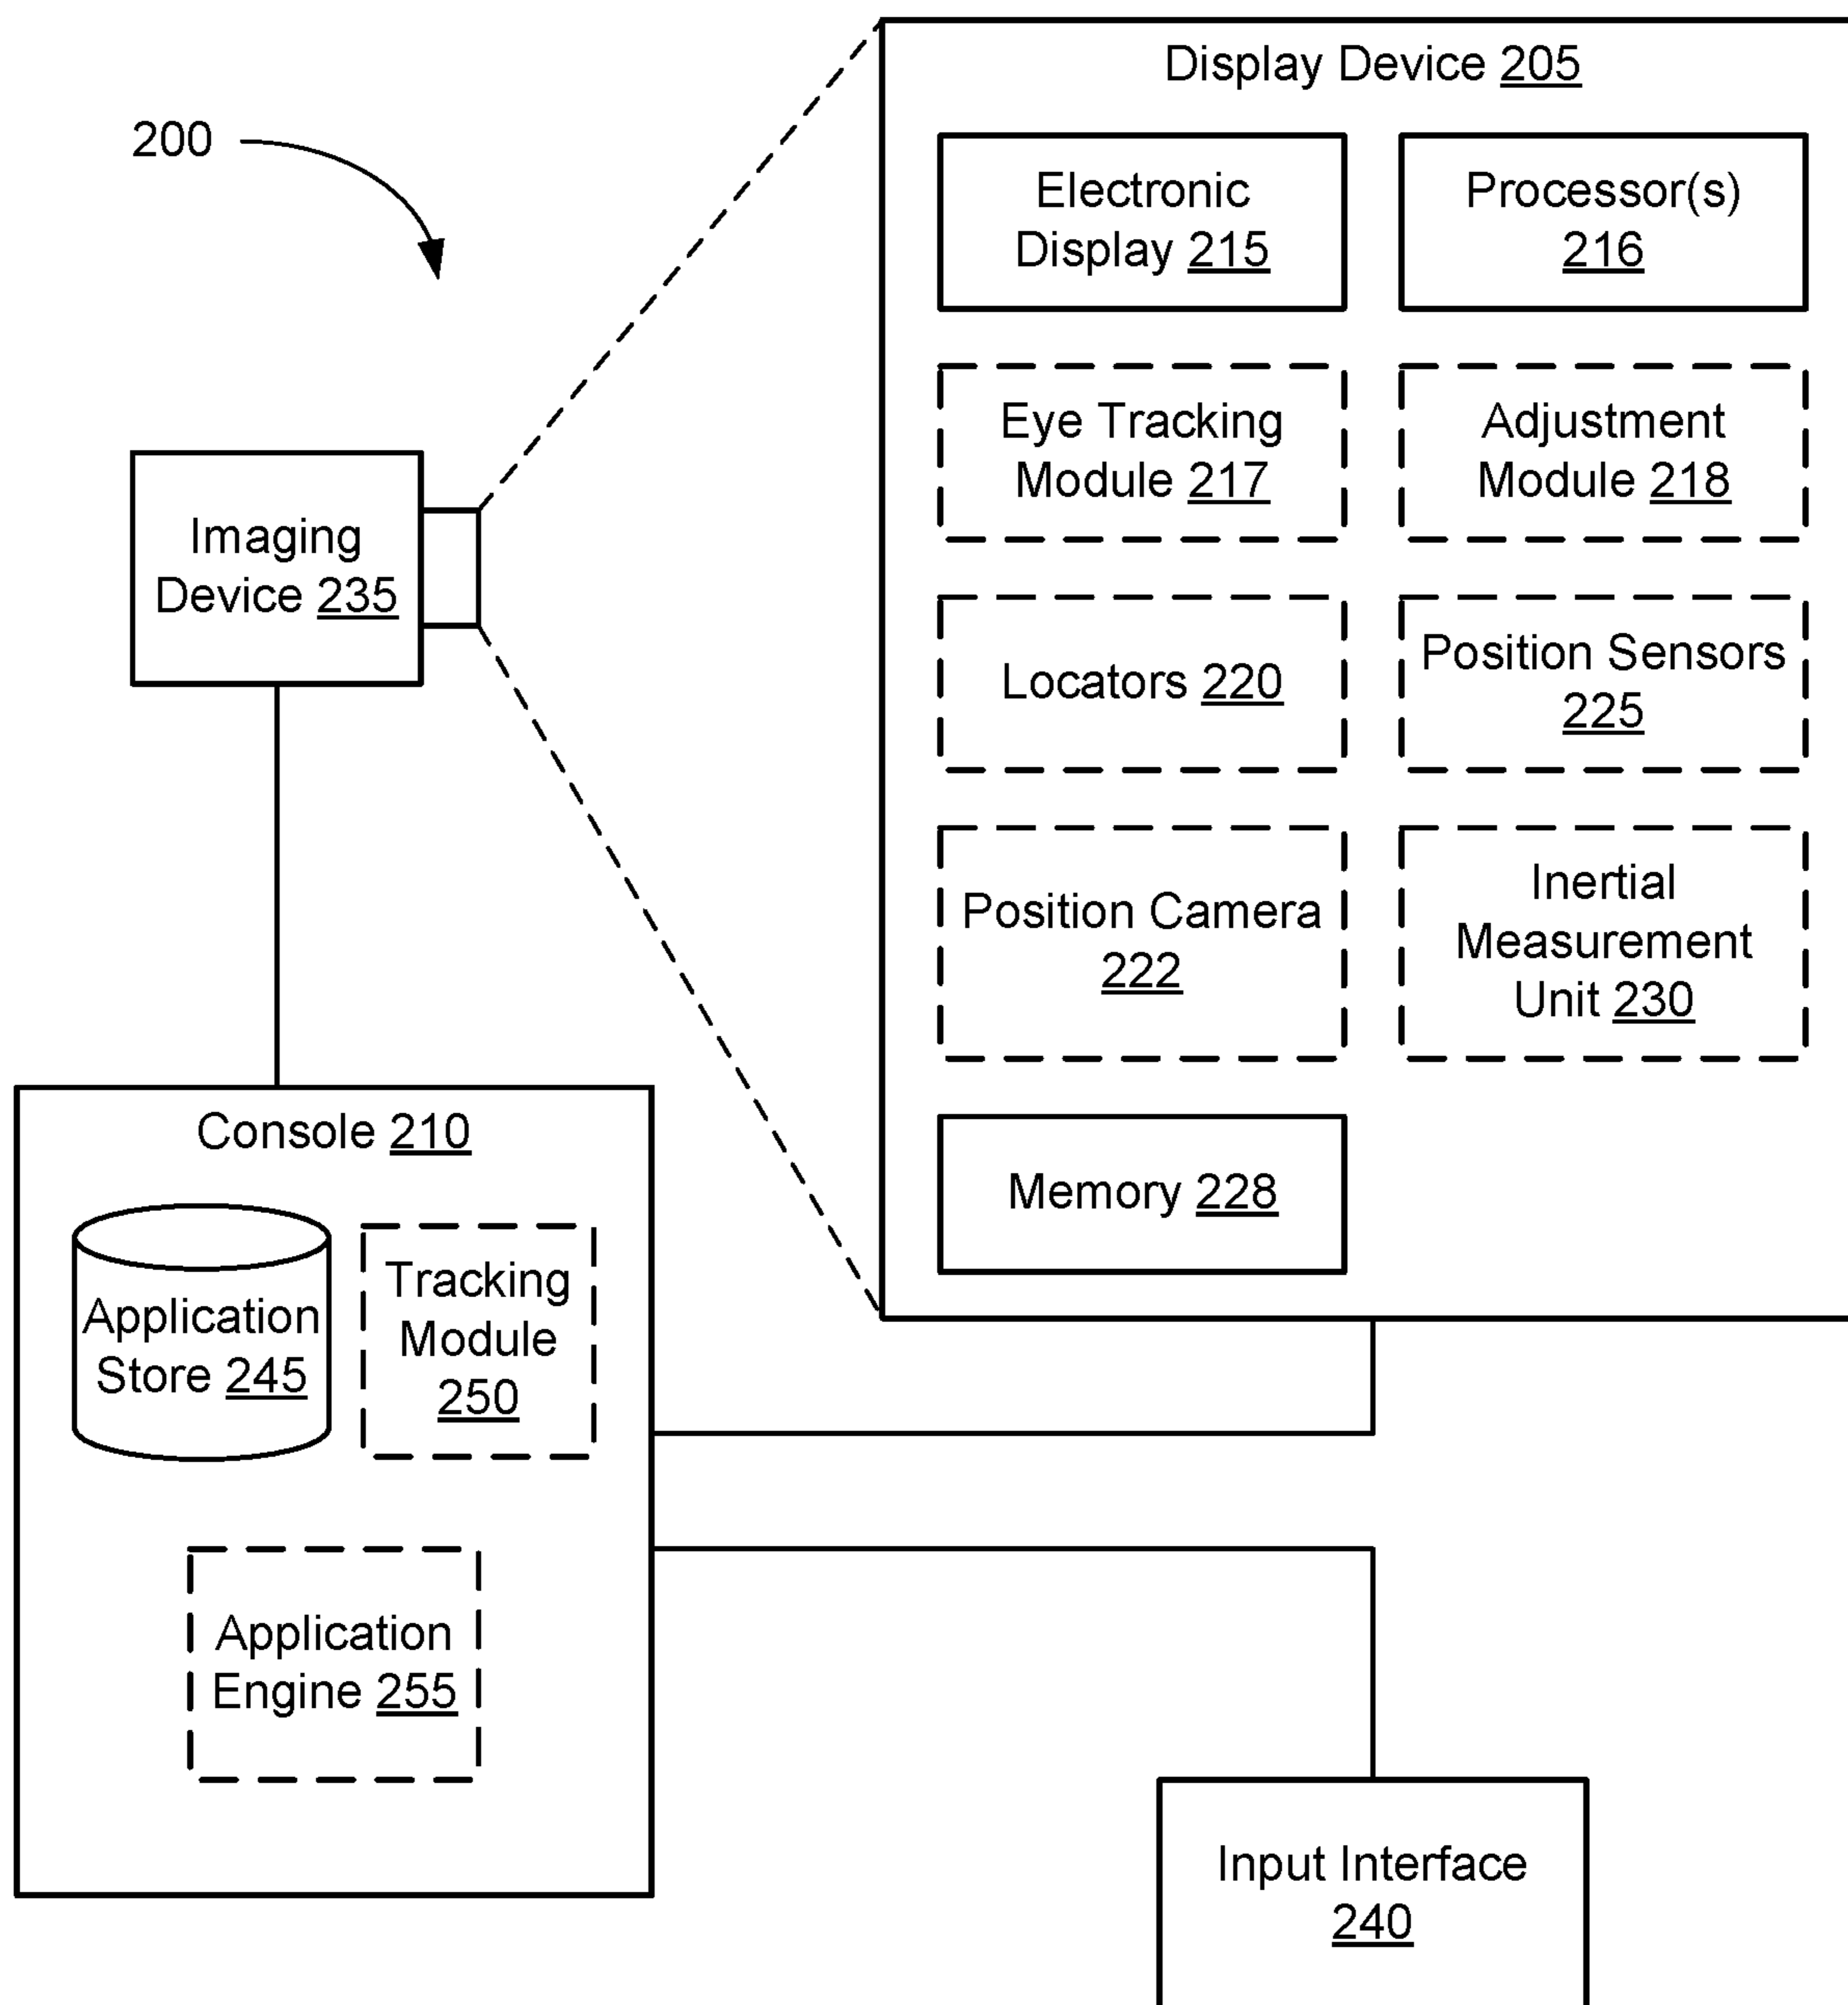 200
Display Device 205
Electronic
Display 215
Processor(s)
216
Eye Tracking
Module 217
Adjustment
Module 218
Imaging
Device 235
Locators 220
Position Sensors
225
Position Camera
222
Inertial
Measurement
Unit 230
Memory 228
Console 210
Application
Store 245
Tracking
Module
250
Application
Engine 255
Input Interface
240